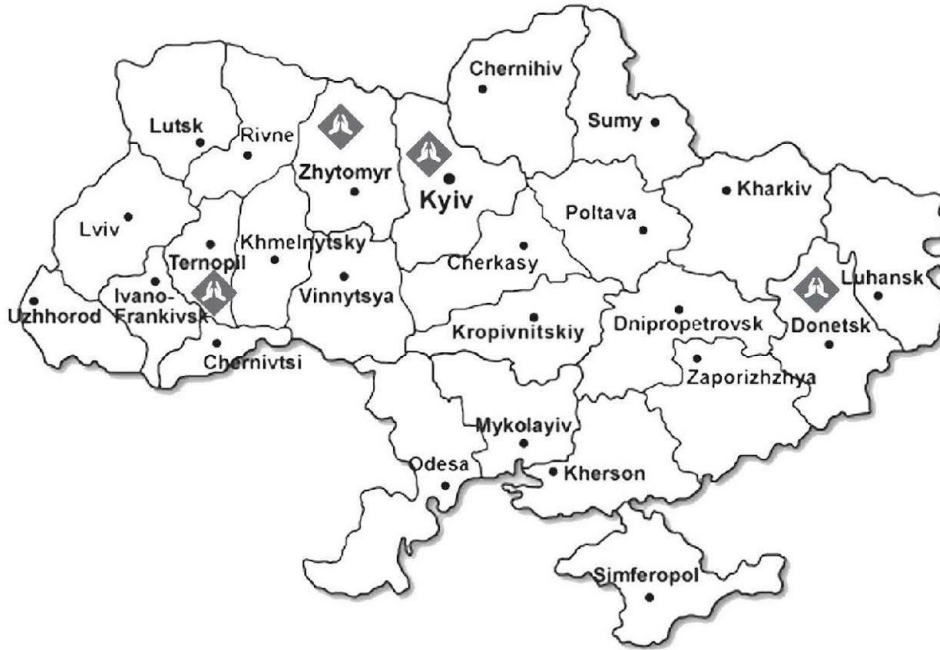 Chernihiv
Sumy
Lutsk
Rivne
Zhytomyr
Kyiv
Kharkiv
Poltava
Lviv
Khmelnytsky
Ternopil
Cherkasy
Vinnytsya
Luhansk
Uzhhorod
Ivano-
Frankivsk
Kropivnitskiy
Dnipropetrovsk
Donetsk
Chernivtsi
Zaporizhzhya
Mykolayiv
Odesa
Kherson
Simferopol